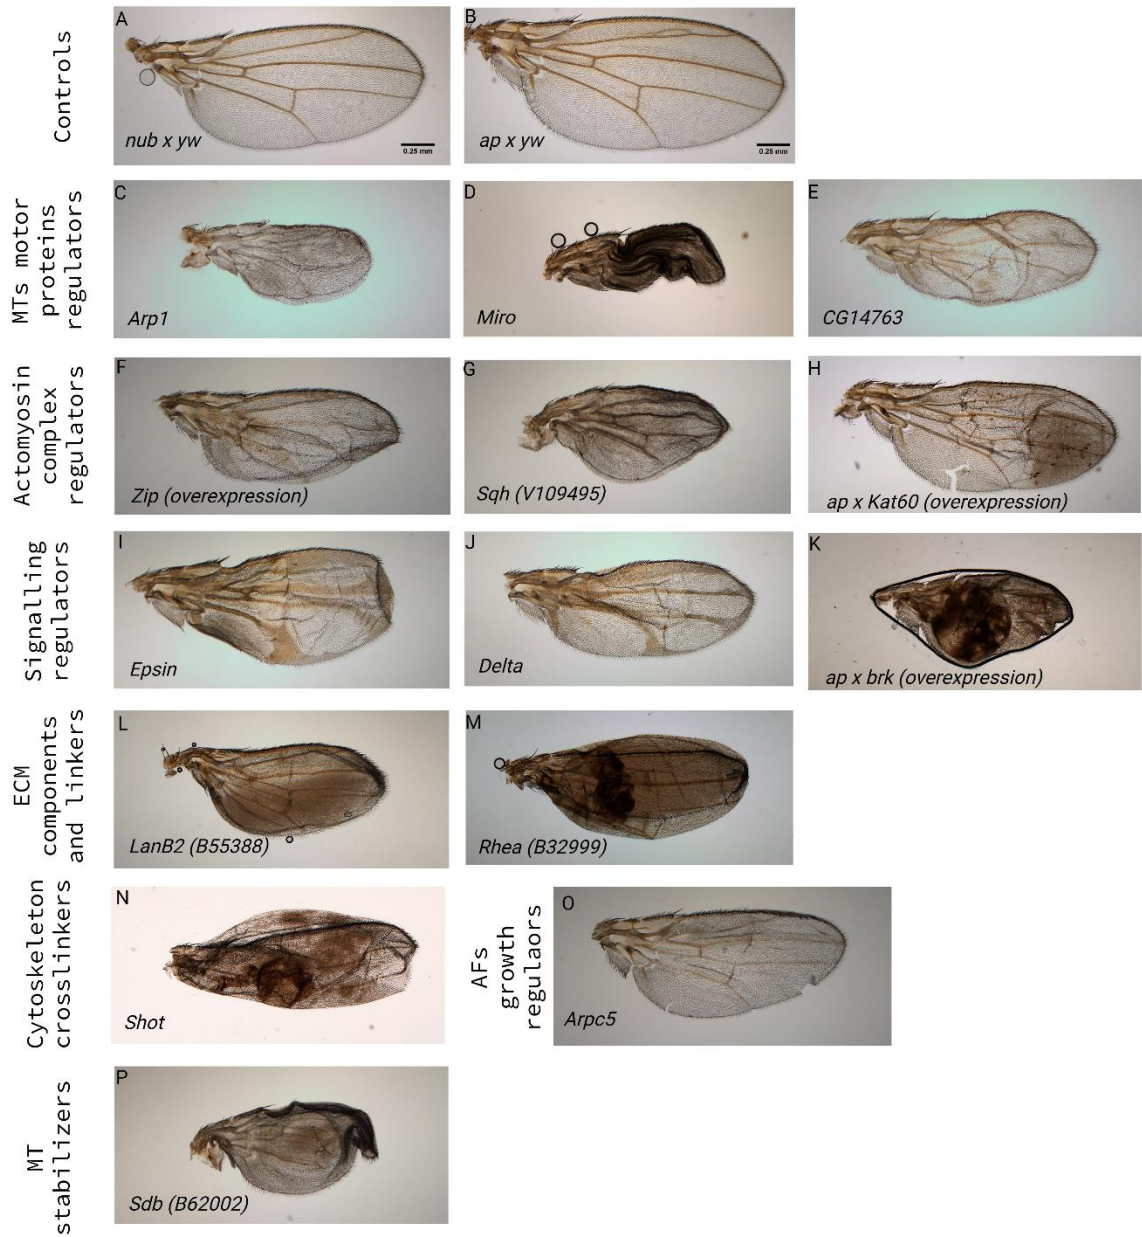 Controls
A
nub x yw
0.25 mm
B
ap x yw
0.25 mm
MTs motor
proteins
regulators
C
Arp1
D
Miro
E
CG14763
Actomyosin
complex
regulators
F
Zip (overexpression)
G
Sqh (V109495)
H
ap x Kat60 (overexpression)
Signalling
regulators
I
Epsin
J
Delta
K
ap x brk (overexpression)
ECM
components
and linkers
L
LanB2 (B55388)
M
Rhea (B32999)
Cytoskeleton
crosslinkers
N
Shot
AFs
growth
regulaors
O
Arpc5
MT
stabilizers
P
Sdb (B62002)